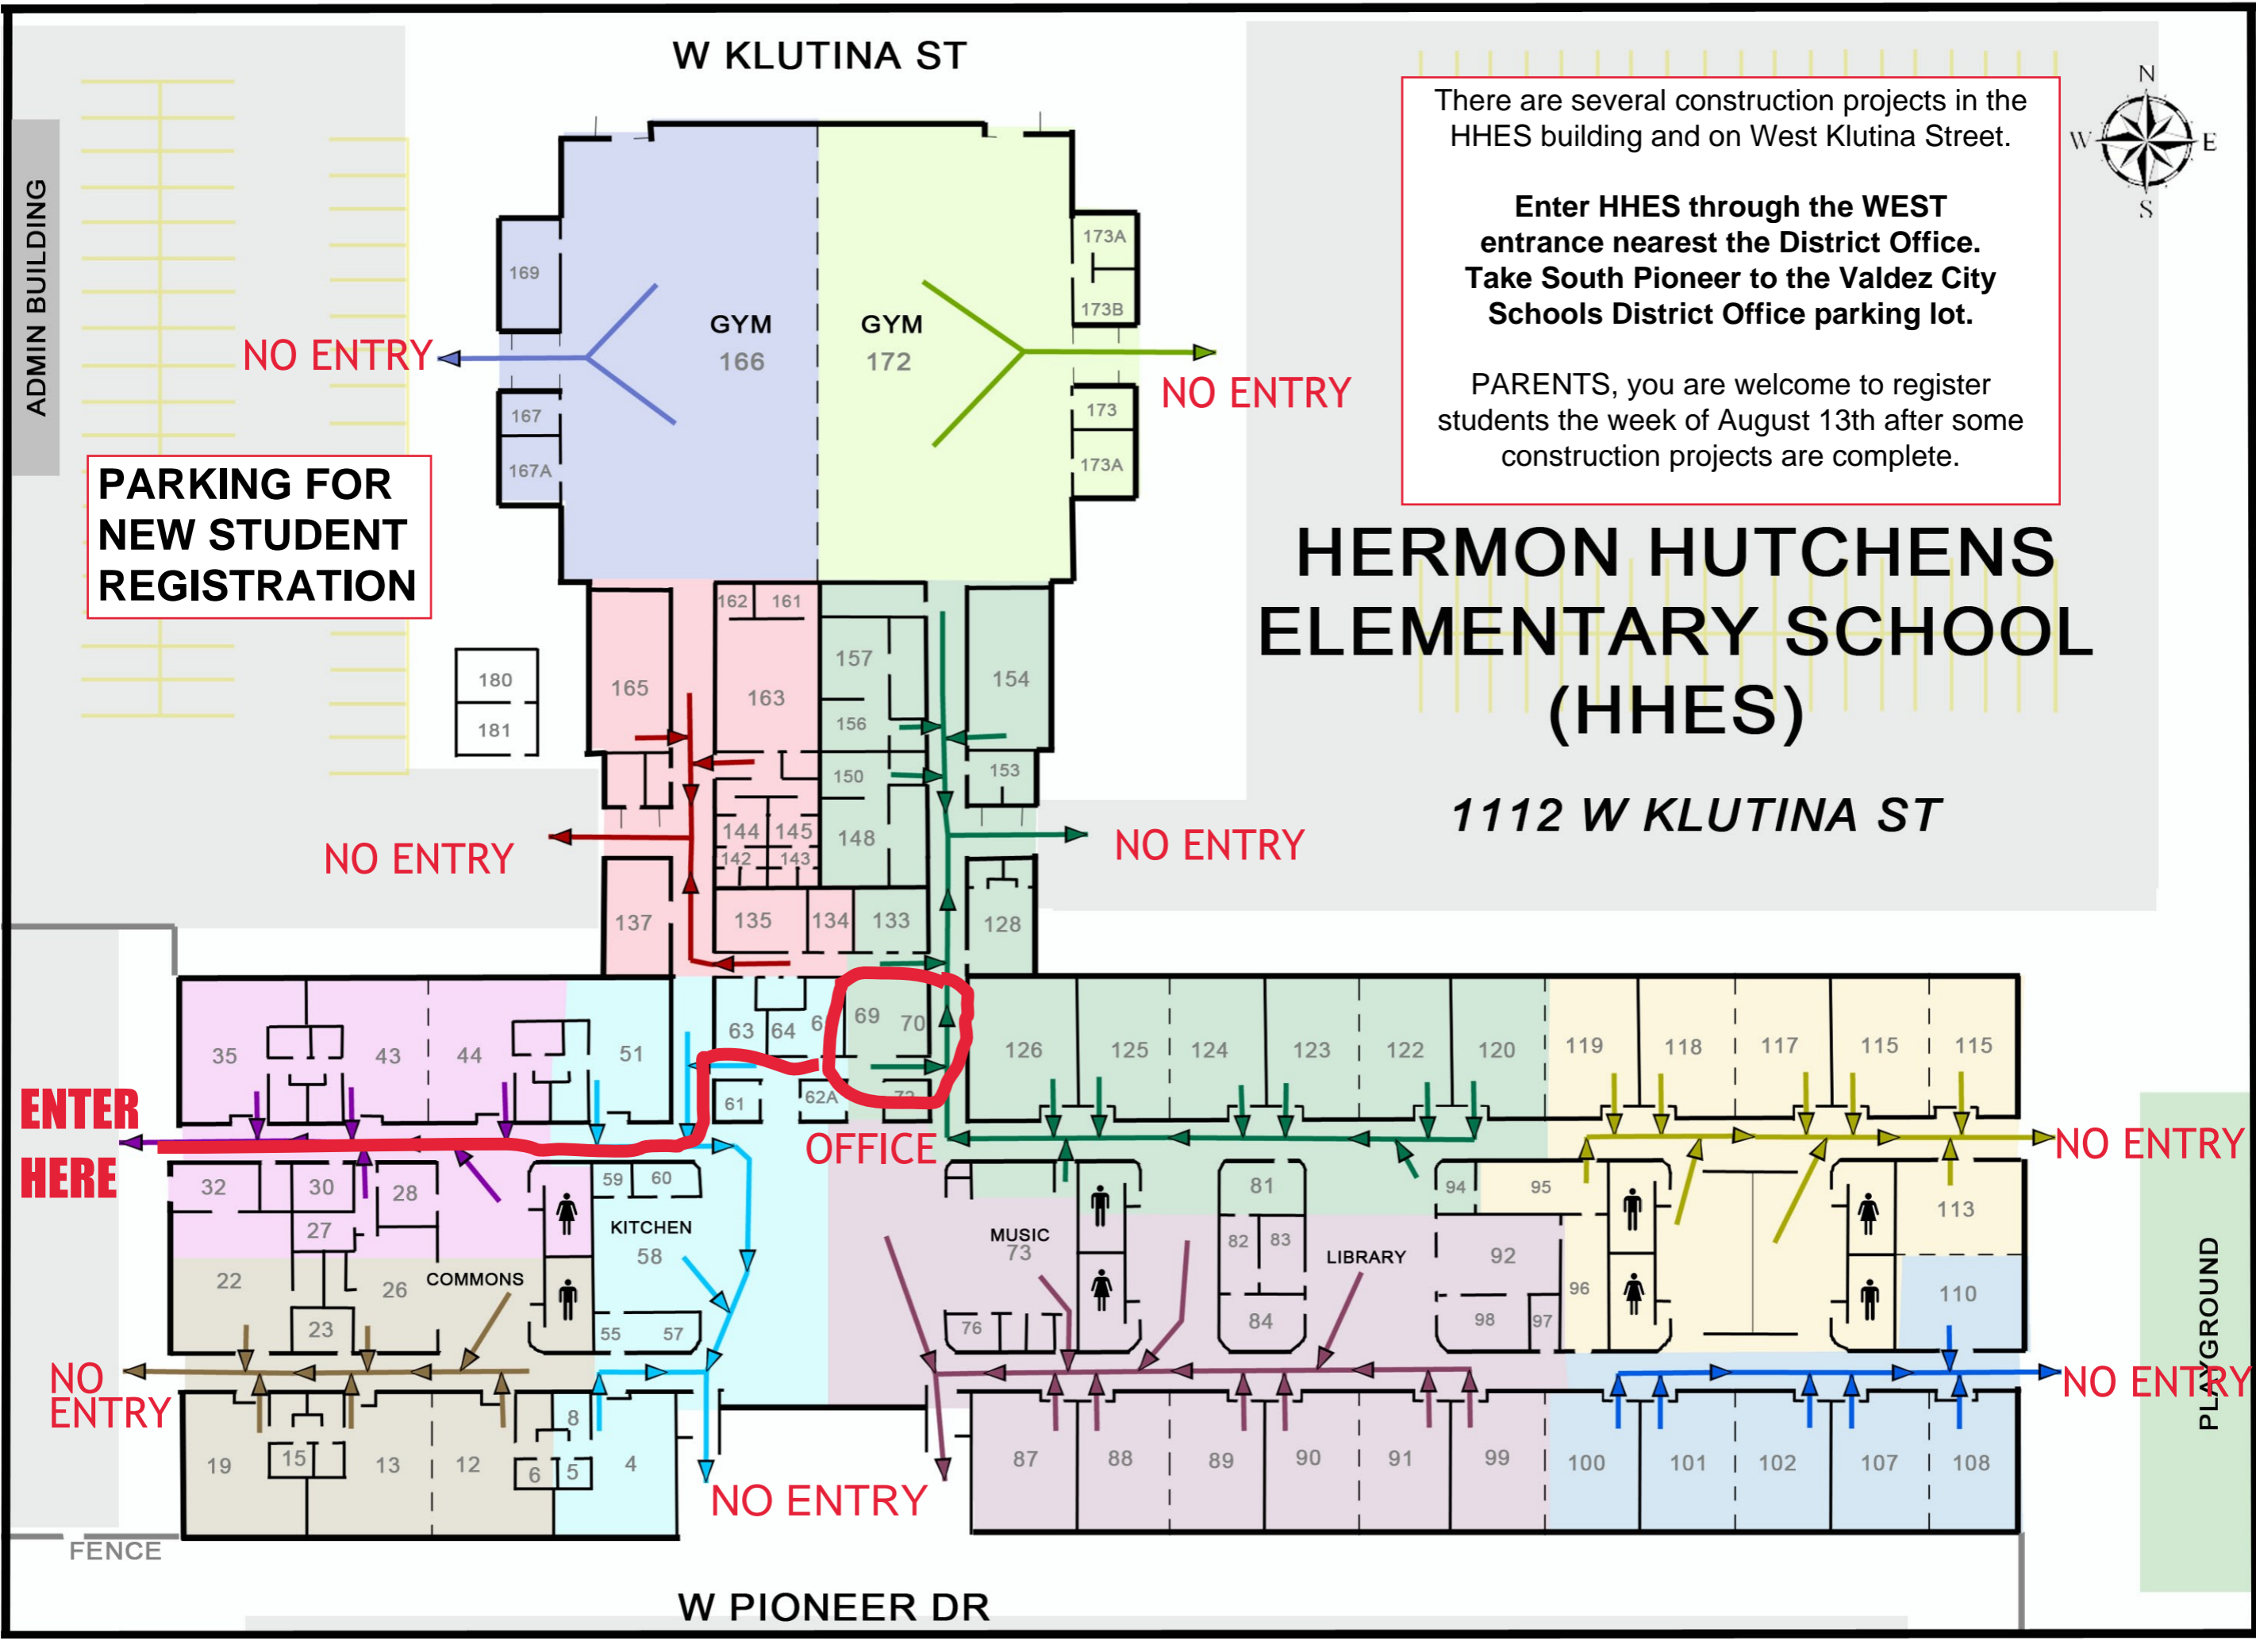 W KLUTINA ST
There are several construction projects in the
HHES building and on West Klutina Street.
Enter HHES through the WEST
entrance nearest the District Office.
Take South Pioneer to the Valdez City
Schools District Office parking lot.
PARENTS, you are welcome to register
students the week of August 13th after some
construction projects are complete.
N
W E
S
ADMIN BUILDING
PARKING FOR
NEW STUDENT
REGISTRATION
HERMON HUTCHENS
ELEMENTARY SCHOOL
(HHES)
1112 W KLUTINA ST
169
GYM
166
GYM
172
173A
173B
NO ENTRY
NO ENTRY
167
167A
173
173A
162 161
180
181
165
163
157
156
154
150
153
144 145
142 143
148
NO ENTRY
NO ENTRY
137
135
134
133
128
35
43
44
51
63
64
6
69
70
126
125
124
123
122
120
119
118
117
115
115
61
62A
ENTER
HERE
OFFICE
NO ENTRY
32
30
28
27
59
60
KITCHEN
58
22
26
COMMONS
23
55
57
MUSIC
73
76
81
82
83
84
LIBRARY
94
95
92
96
98
97
113
110
PLAYGROUND
NO
ENTRY
NO ENTRY
19
15
13
12
6
5
8
4
87
88
89
90
91
99
100
101
102
107
108
NO ENTRY
FENCE
W PIONEER DR